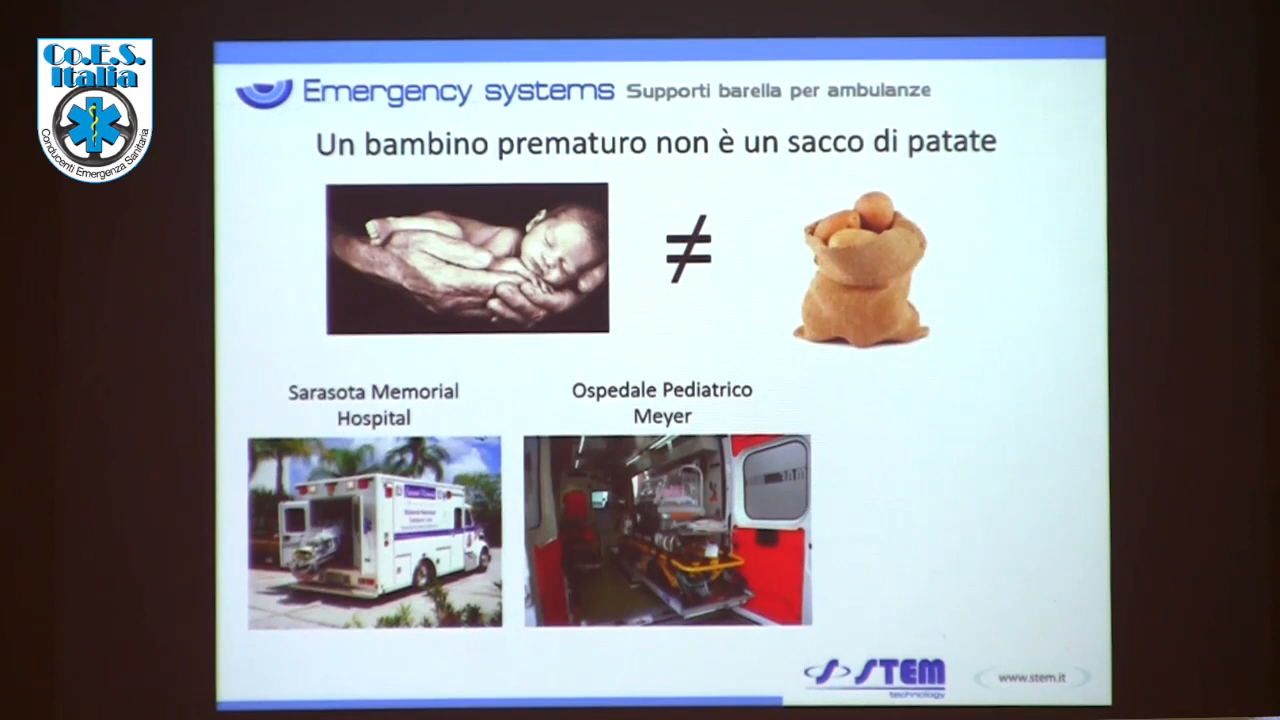 Co.E.S.
Italia
Conducenti Emergenza Sanitaria
Emergency systems Supporti barella per ambulanze
Un bambino prematuro non è un sacco di patate
≠
Sarasota Memorial
Hospital
Ospedale Pediatrico
Meyer
STEM
technology
www.stem.it